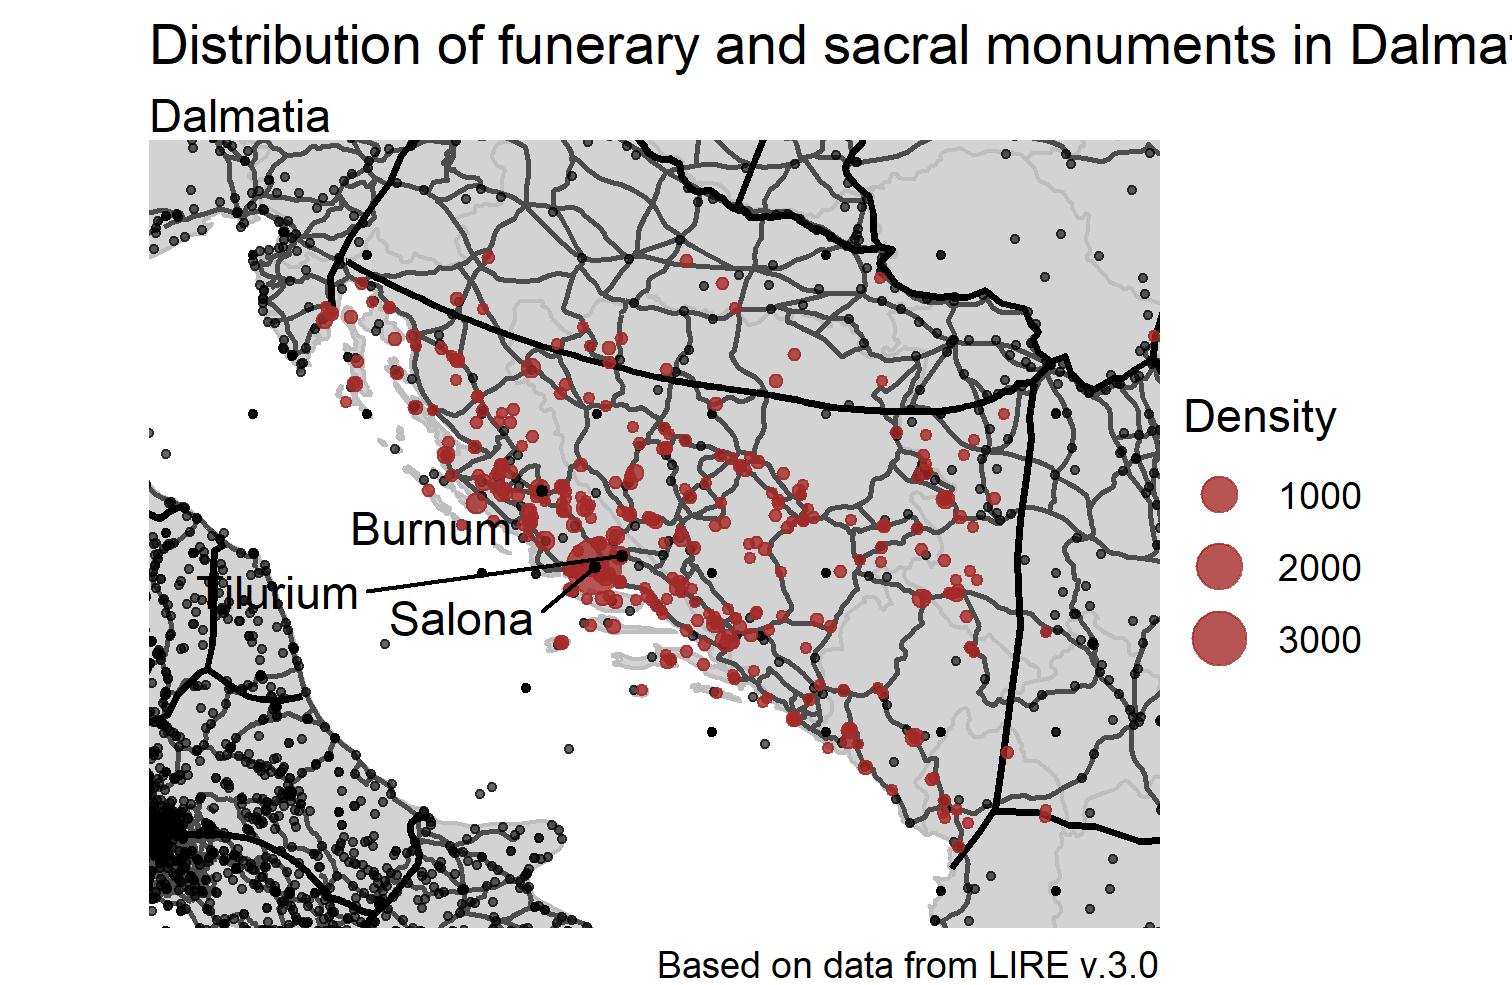 Distribution of funerary and sacral monuments in Dalma
Dalmatia
Burnum
Tilurium
Salona
Density
1000
2000
3000
Based on data from LIRE v.3.0